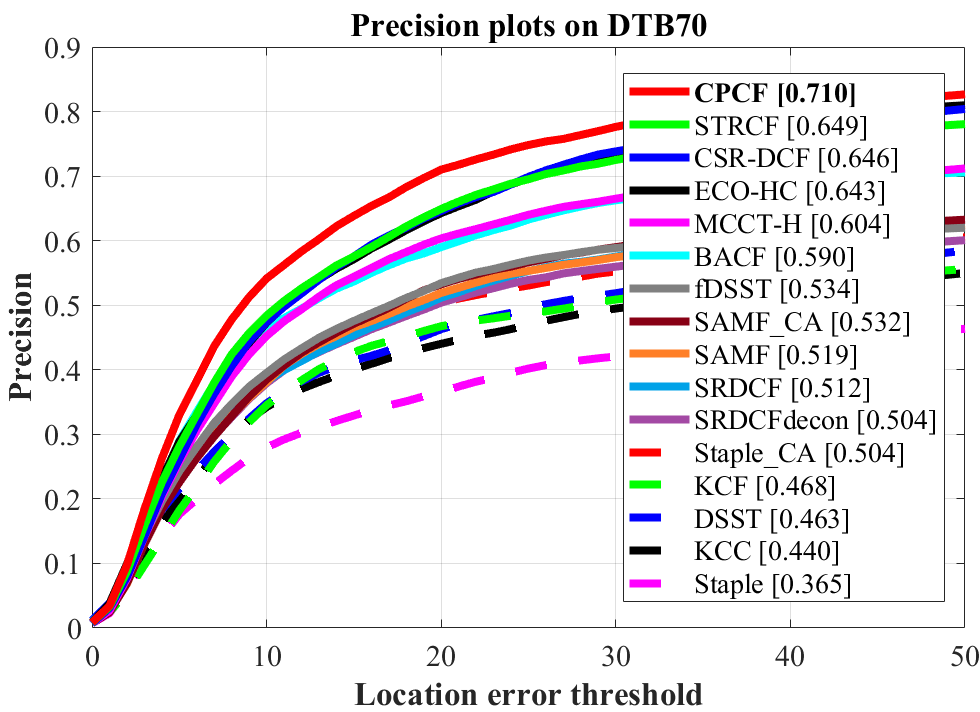 Precision plots on DTB70
Precision
0.9
0.8
0.7
0.6
0.5
0.4
0.3
0.2
0.1
0
CPCF [0.710]
STRCF [0.649]
CSR-DCF [0.646]
ECO-HC [0.643]
MCCT-H [0.604]
BACF [0.590]
fDSST [0.534]
SAMF_CA [0.532]
SAMF [0.519]
SRDCF [0.512]
SRDCFdecon [0.504]
Staple_CA [0.504]
KCF [0.468]
DSST [0.463]
KCC [0.440]
Staple [0.365]
0 10 20 30 40 50
Location error threshold